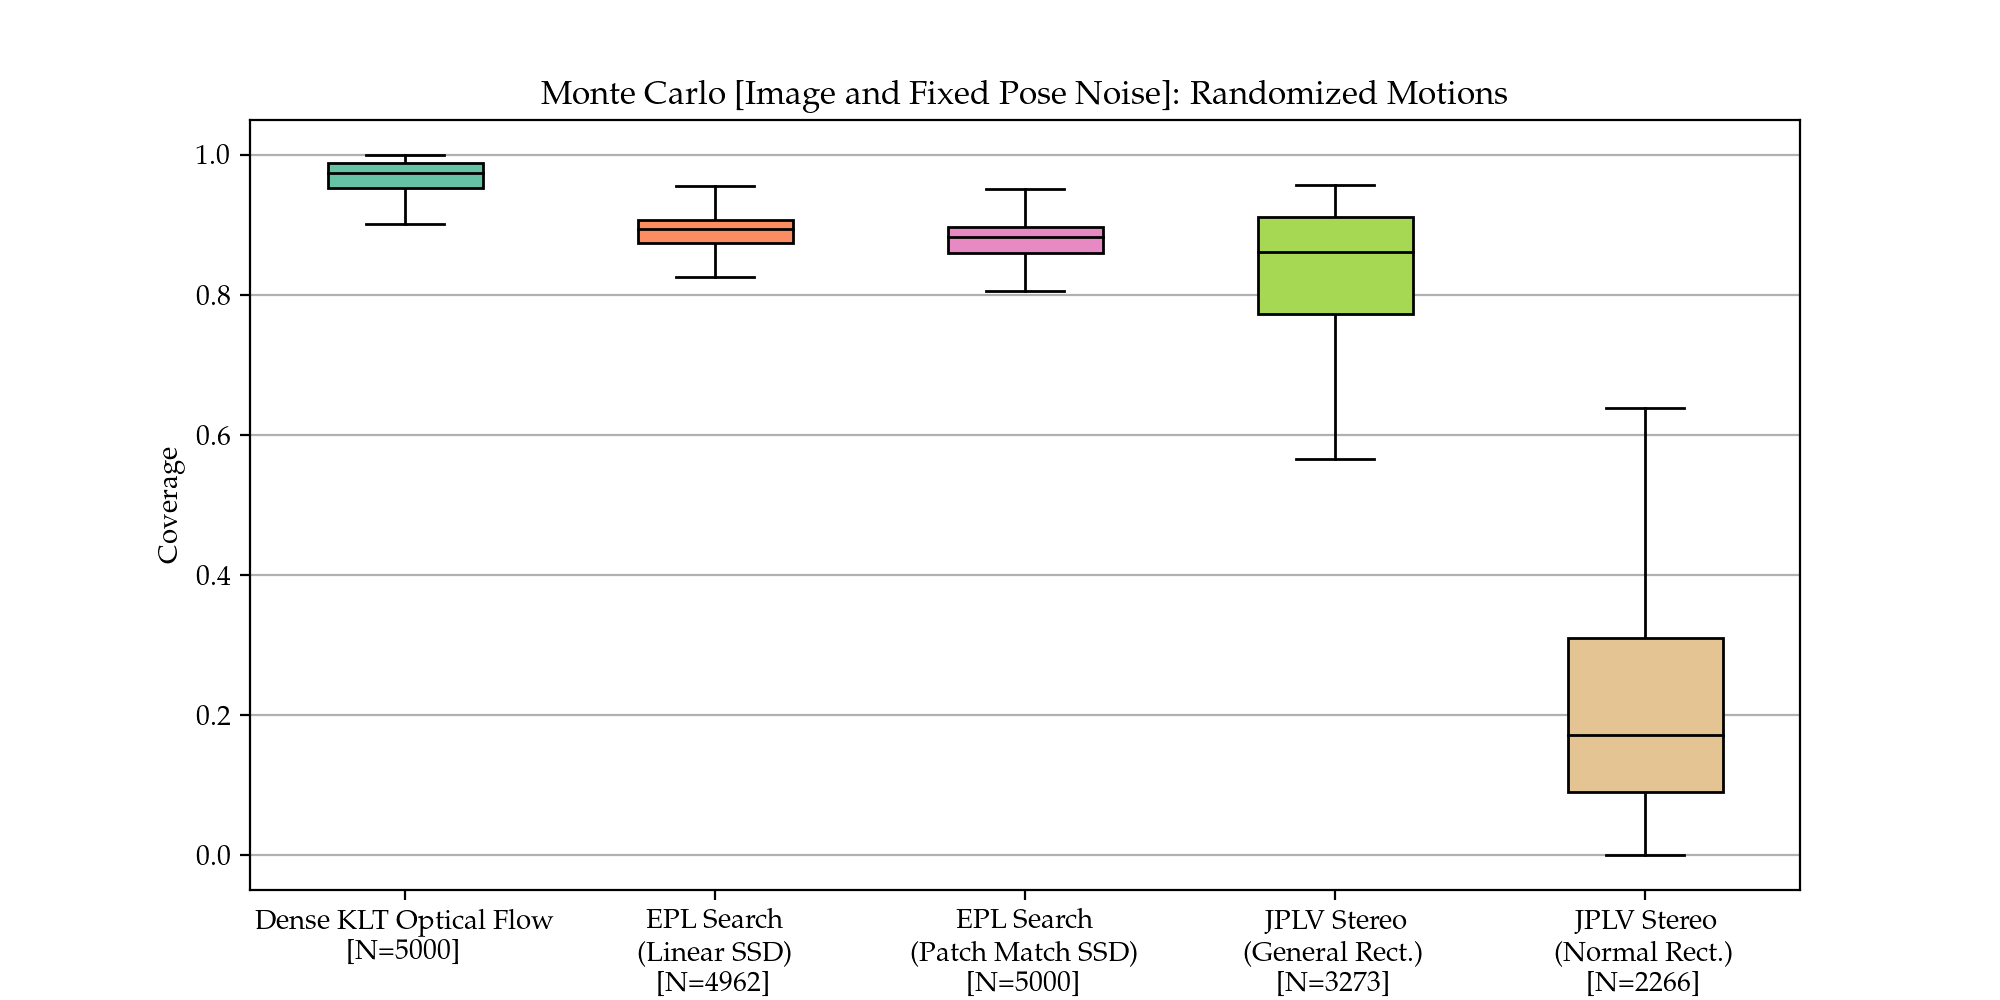 Monte Carlo [Image and Fixed Pose Noise]: Randomized Motions
Coverage
1.0
0.8
0.6
0.4
0.2
0.0
Dense KLT Optical Flow
[N=5000]
EPL Search
(Linear SSD)
[N=4962]
EPL Search
(Patch Match SSD)
[N=5000]
JPLV Stereo
(General Rect.)
[N=3273]
JPLV Stereo
(Normal Rect.)
[N=2266]